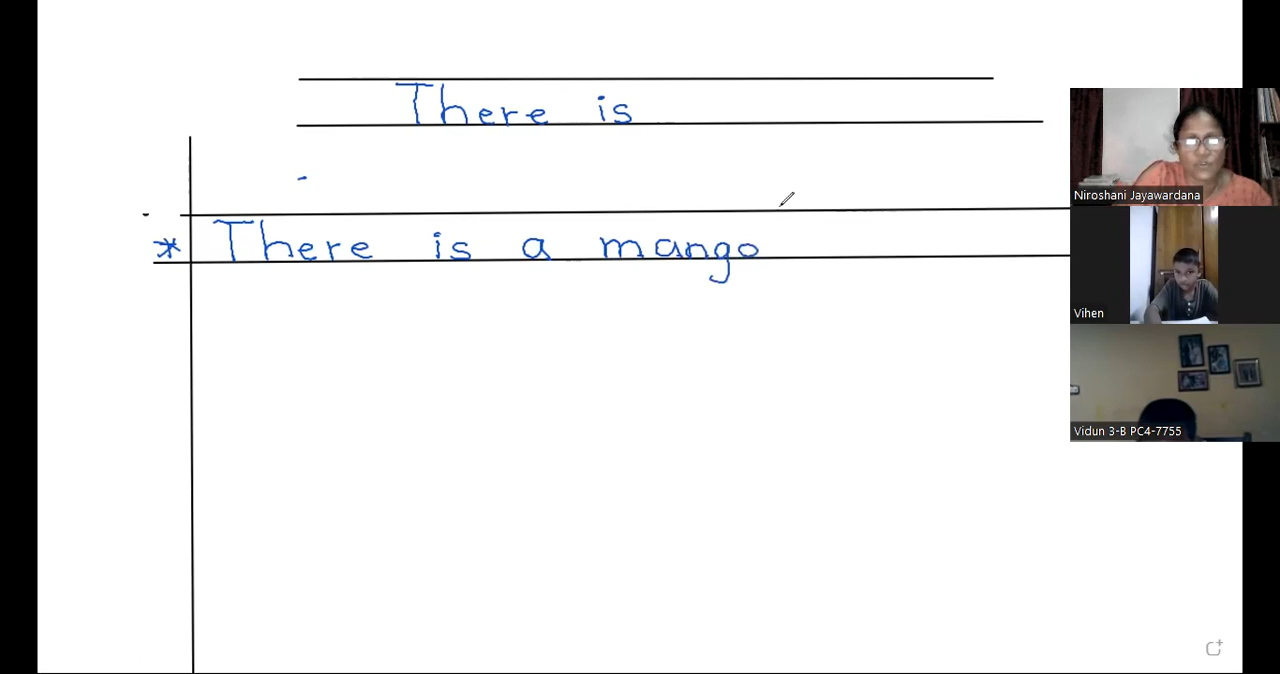 There is
* There is a mango
Niroshani Jayawardana
Vihen
Vidun 3-B PC4-7755